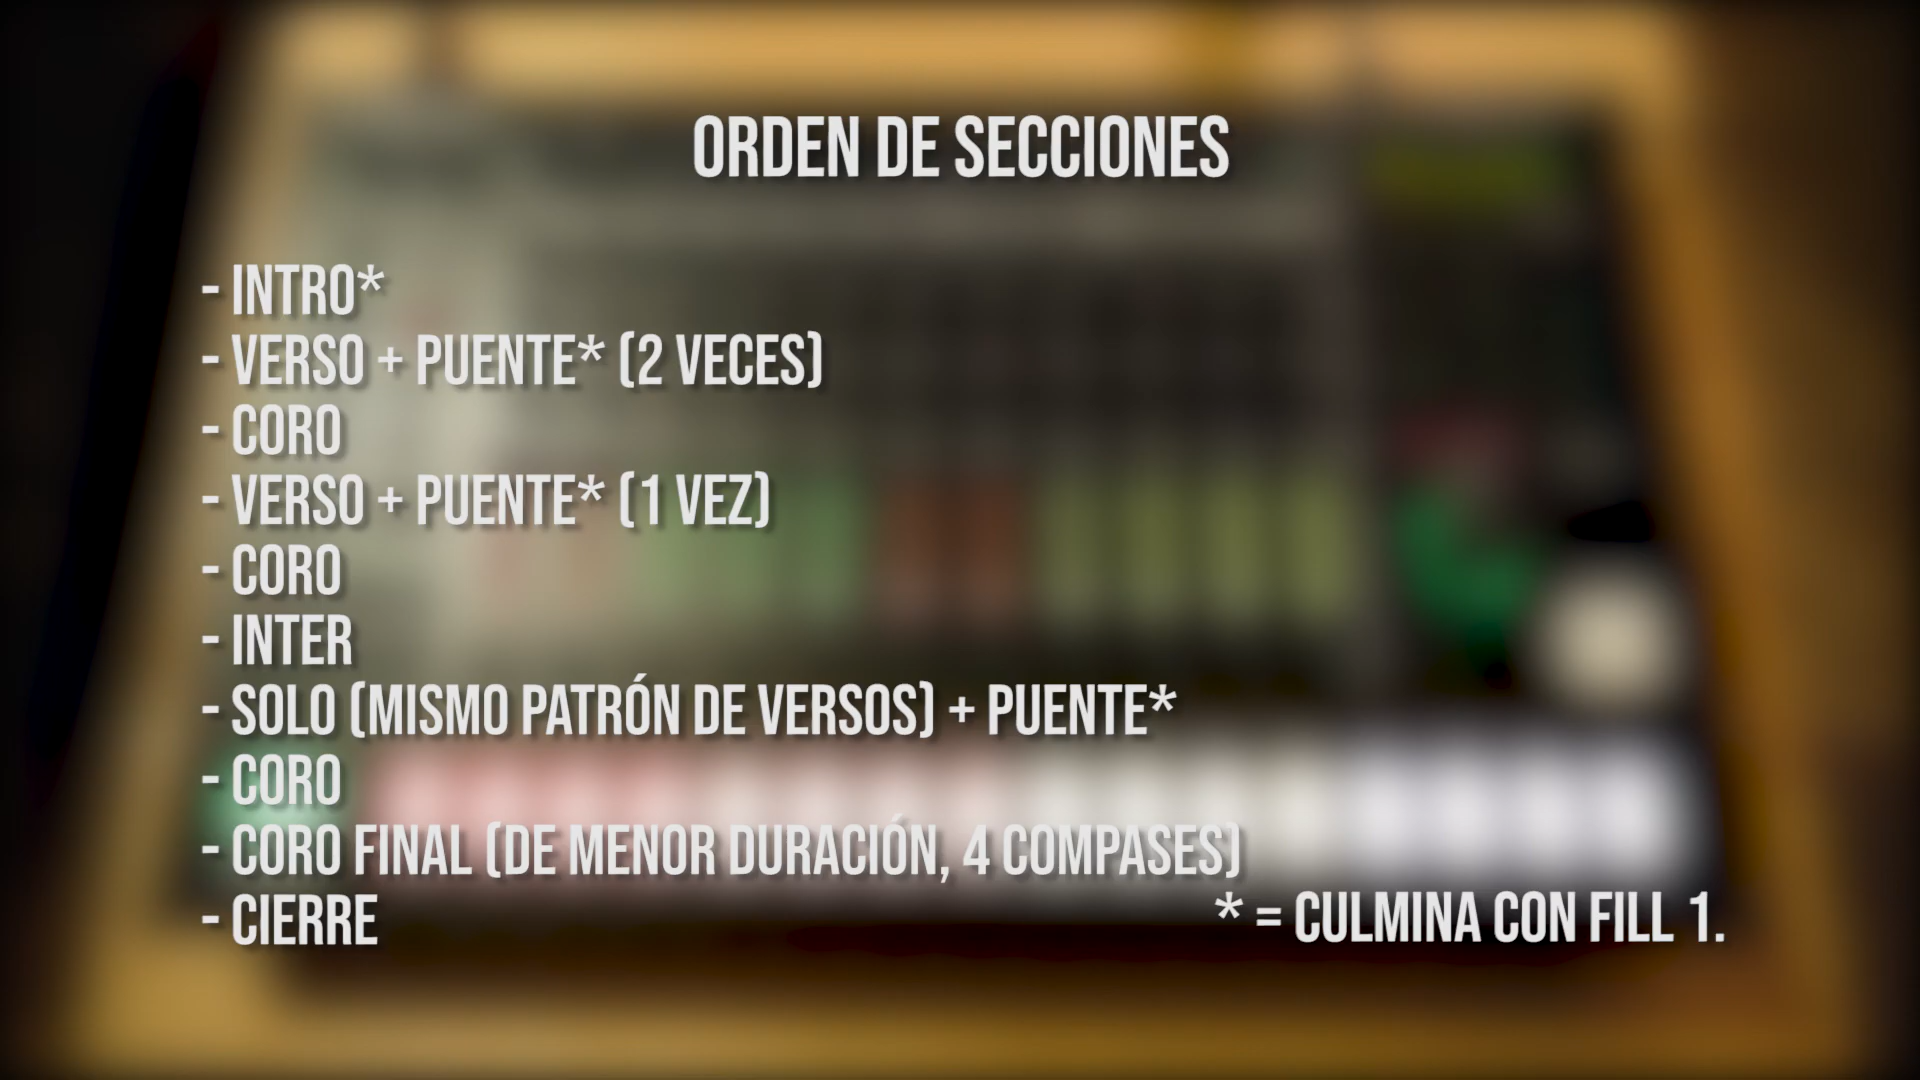 ORDEN DE SECCIONES
- INTRO*
- VERSO + PUENTE* (2 VECES)
- CORO
- VERSO + PUENTE* (1 VEZ)
- CORO
- INTER
- SOLO (MISMO PATRÓN DE VERSOS) + PUENTE*
- CORO
- CORO FINAL (DE MENOR DURACIÓN, 4 COMPASES)
- CIERRE
* = CULMINA CON FILL 1.